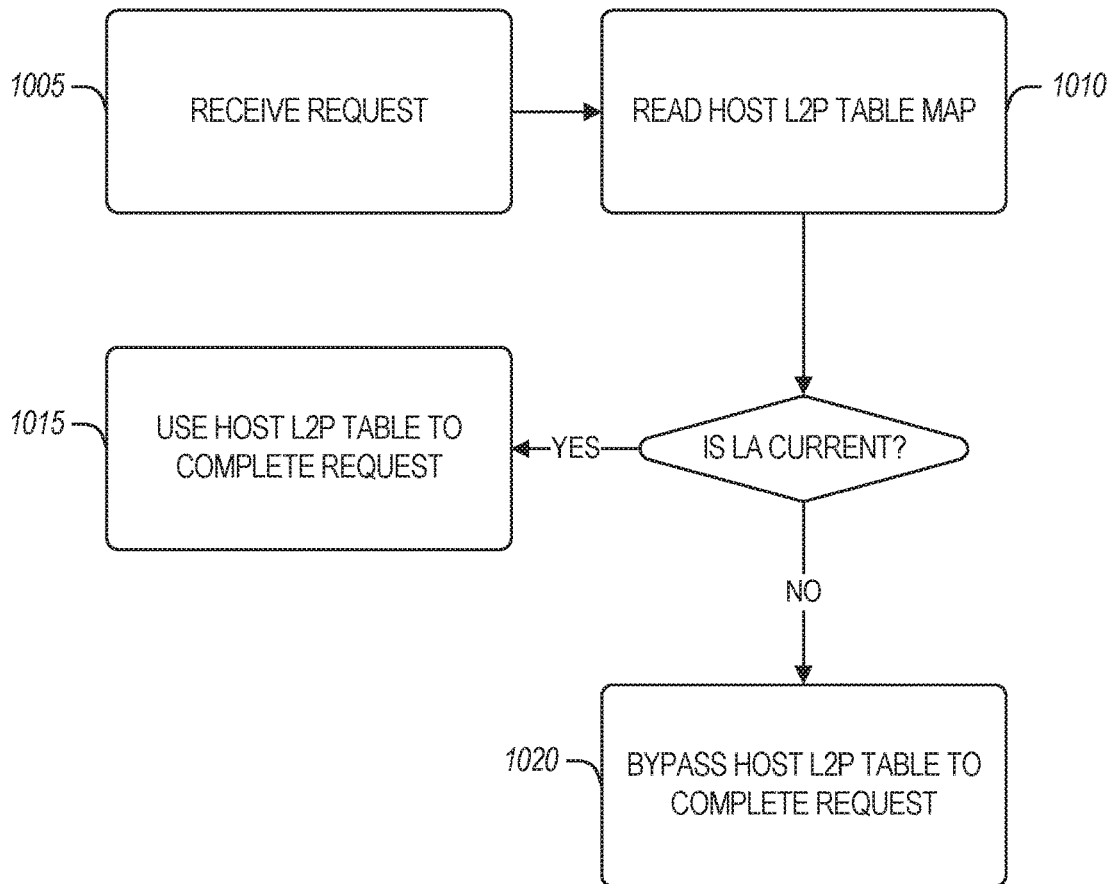 1005
RECEIVE REQUEST
READ HOST L2P TABLE MAP
1010
1015
USE HOST L2P TABLE TO
COMPLETE REQUEST
YES
IS LA CURRENT?
NO
1020
BYPASS HOST L2P TABLE TO
COMPLETE REQUEST